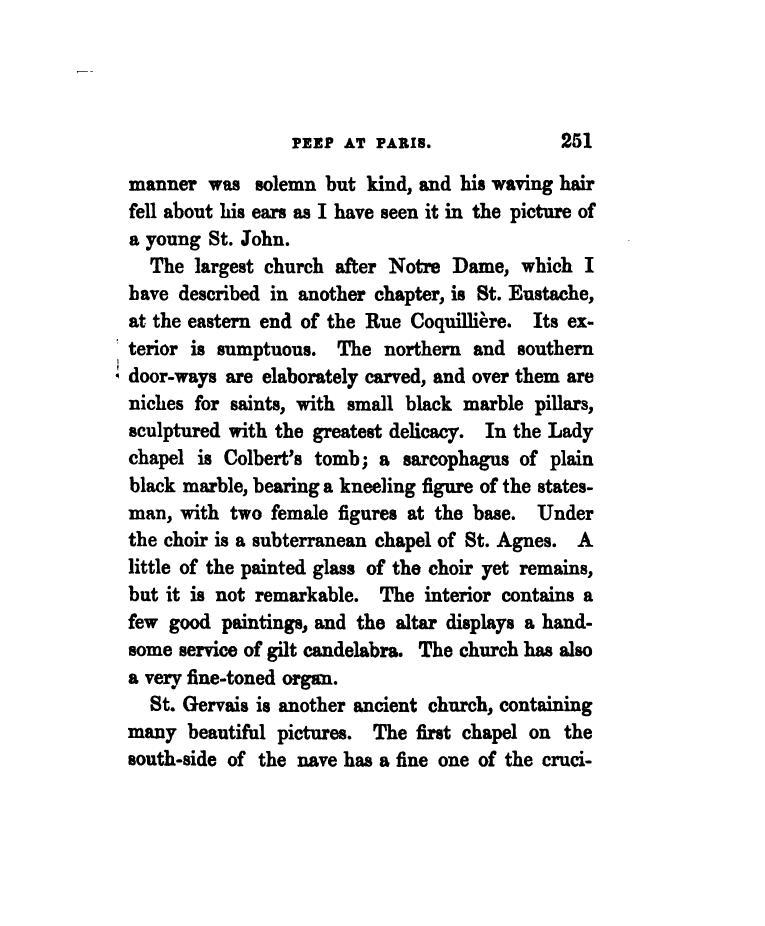 PEEP AT PARIS. 251
manner was solemn but kind, and his waving hair
fell about his ears as I have seen it in the picture of
a young St. John.
The largest church after Notre Dame, which I
have described in another chapter, is St. Eustache,
at the eastern end of the Rue Coquillière. Its ex-
terior is sumptuous. The northern and southern
door-ways are elaborately carved, and over them are
niches for saints, with small black marble pillars,
sculptured with the greatest delicacy. In the Lady
chapel is Colbert's tomb; a sarcophagus of plain
black marble, bearing a kneeling figure of the states-
man, with two female figures at the base. Under
the choir is a subterranean chapel of St. Agnes. A
little of the painted glass of the choir yet remains,
but it is not remarkable. The interior contains a
few good paintings, and the altar displays a hand-
some service of gilt candelabra. The church has also
a very fine-toned organ.
St. Gervais is another ancient church, containing
many beautiful pictures. The first chapel on the
south-side of the nave has a fine one of the cruci-